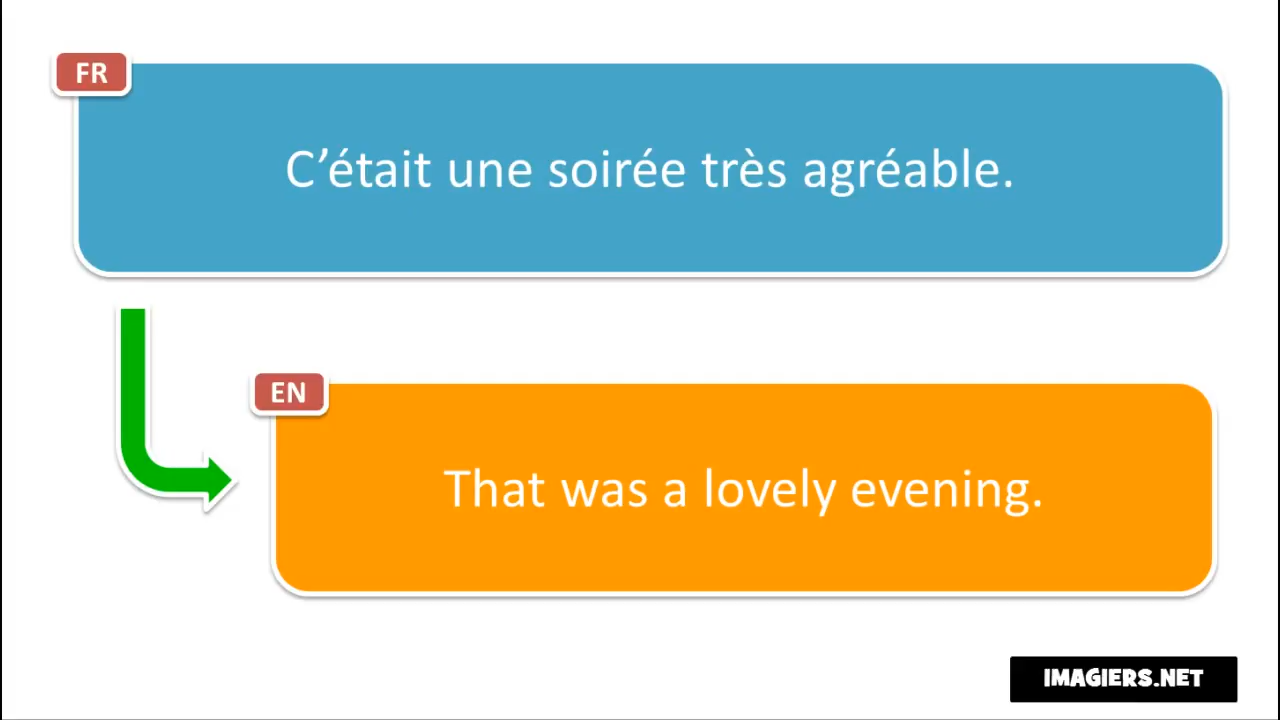 FR
C’était une soirée très agréable.
EN
That was a lovely evening.
IMAGIERS.NET